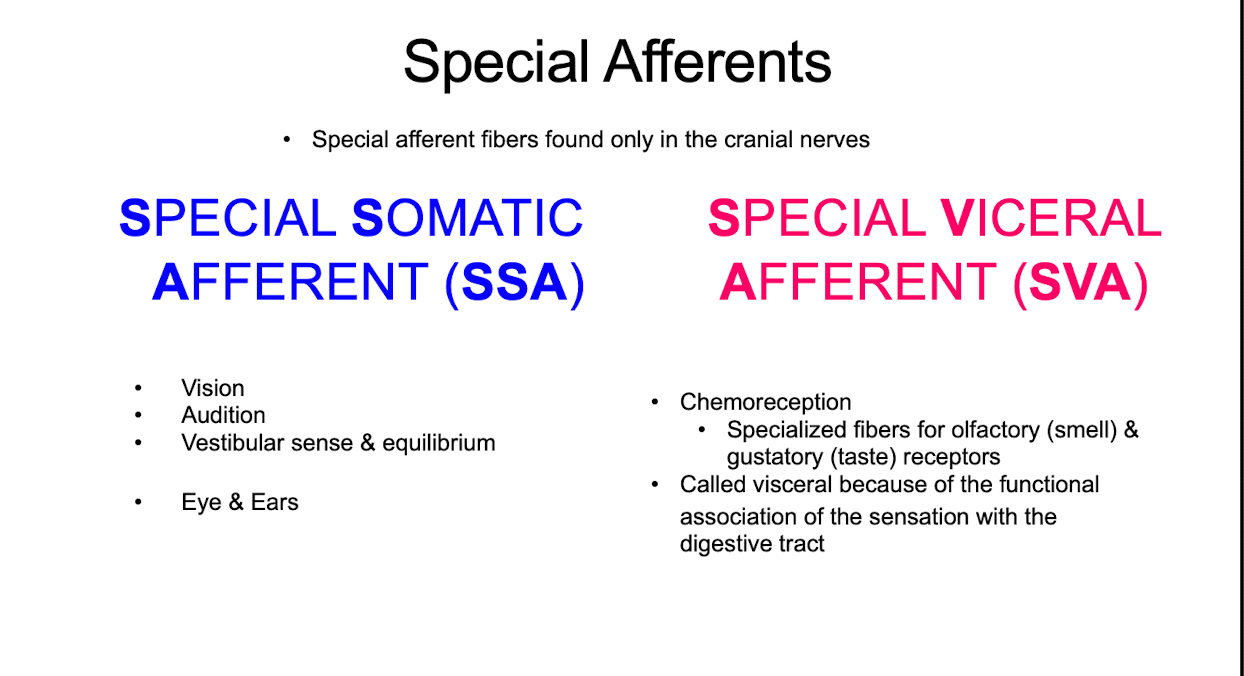 Special Afferents
• Special afferent fibers found only in the cranial nerves
SPECIAL SOMATIC
AFFERENT (SSA)
• Vision
• Audition
• Vestibular sense & equilibrium
• Eye & Ears
SPECIAL VICERAL
AFFERENT (SVA)
• Chemoreception
• Specialized fibers for olfactory (smell) &
gustatory (taste) receptors
• Called visceral because of the functional
association of the sensation with the
digestive tract